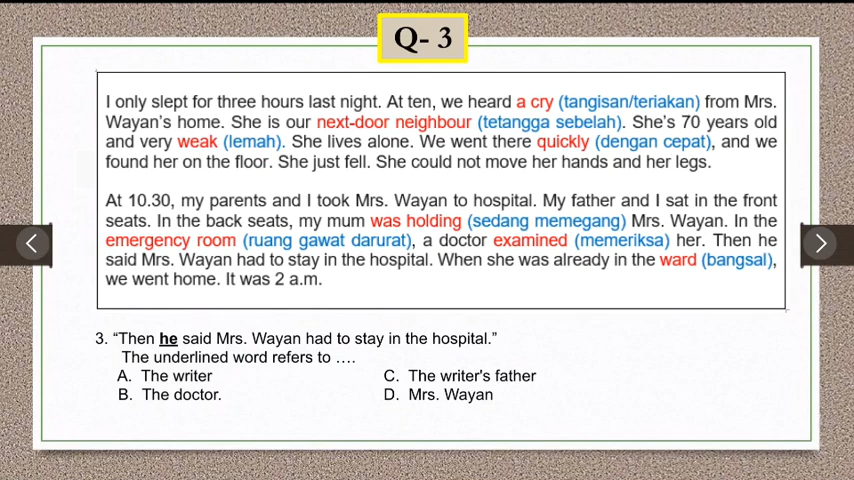 Q- 3
I only slept for three hours last night. At ten, we heard a cry (tangisan/teriakan) from Mrs.
Wayan's home. She is our next-door neighbour (tetangga sebelah). She's 70 years old
and very weak (lemah). She lives alone. We went there quickly (dengan cepat), and we
found her on the floor. She just fell. She could not move her hands and her legs.
At 10.30, my parents and I took Mrs. Wayan to hospital. My father and I sat in the front
seats. In the back seats, my mum was holding (sedang memegang) Mrs. Wayan. In the
emergency room (ruang gawat darurat), a doctor examined (memeriksa) her. Then he
said Mrs. Wayan had to stay in the hospital. When she was already in the ward (bangsal),
we went home. It was 2 a.m.
3. “Then he said Mrs. Wayan had to stay in the hospital.”
The underlined word refers to ….
A. The writer
B. The doctor.
C. The writer's father
D. Mrs. Wayan